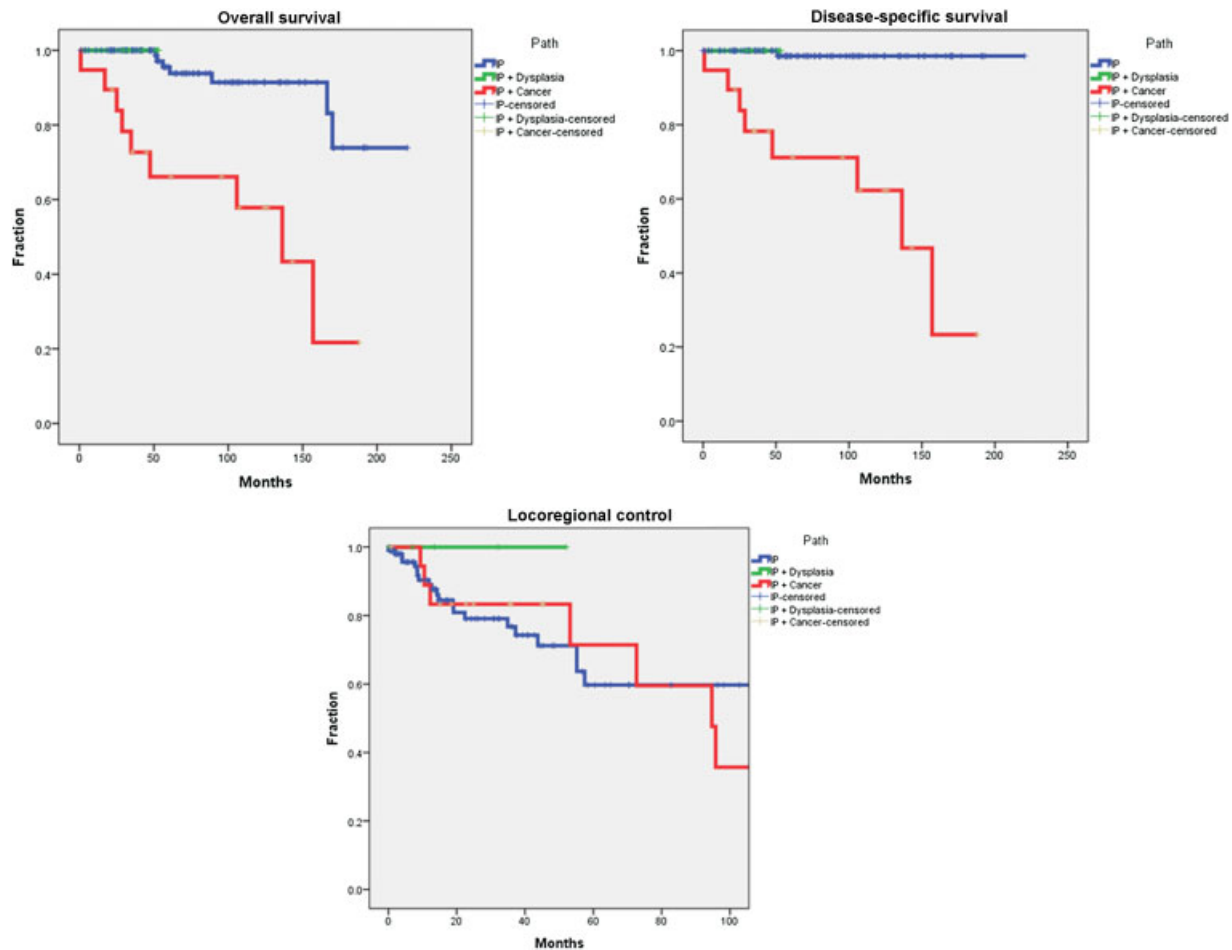 Overall survival
Path
IP
IP + Dysplasia
IP + Cancer
IP-censored
IP + Dysplasia-censored
IP + Cancer-censored
Fraction
1.0
0.8
0.6
0.4
0.2
0.0
0 50 100 150 200 250
Months
Disease-specific survival
Path
IP
IP + Dysplasia
IP + Cancer
IP-censored
IP + Dysplasia-censored
IP + Cancer-censored
Fraction
1.0
0.8
0.6
0.4
0.2
0.0
0 50 100 150 200 250
Months
Locoregional control
Path
IP
IP + Dysplasia
IP + Cancer
IP-censored
IP + Dysplasia-censored
IP + Cancer-censored
Fraction
1.0
0.8
0.6
0.4
0.2
0.0
0 20 40 60 80 100
Months